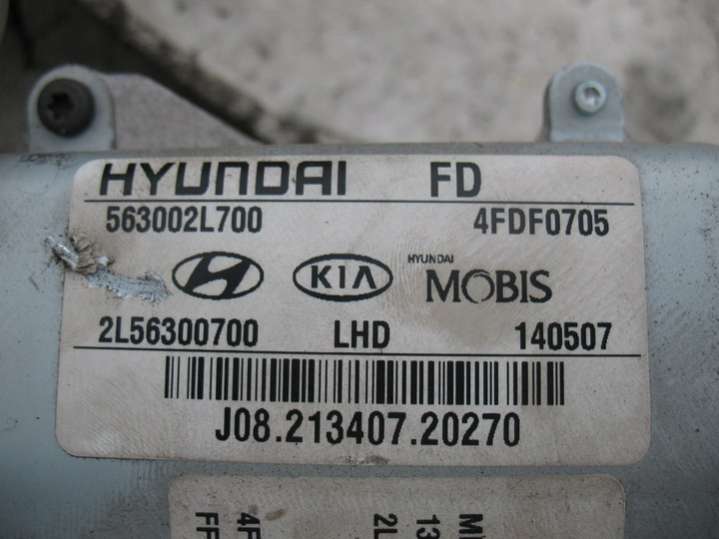 HYUNDAI FD
563002L700 4FDF0705
KIA HYUNDAI MOBIS
2L56300700 LHD 140507
J08.213407.20270